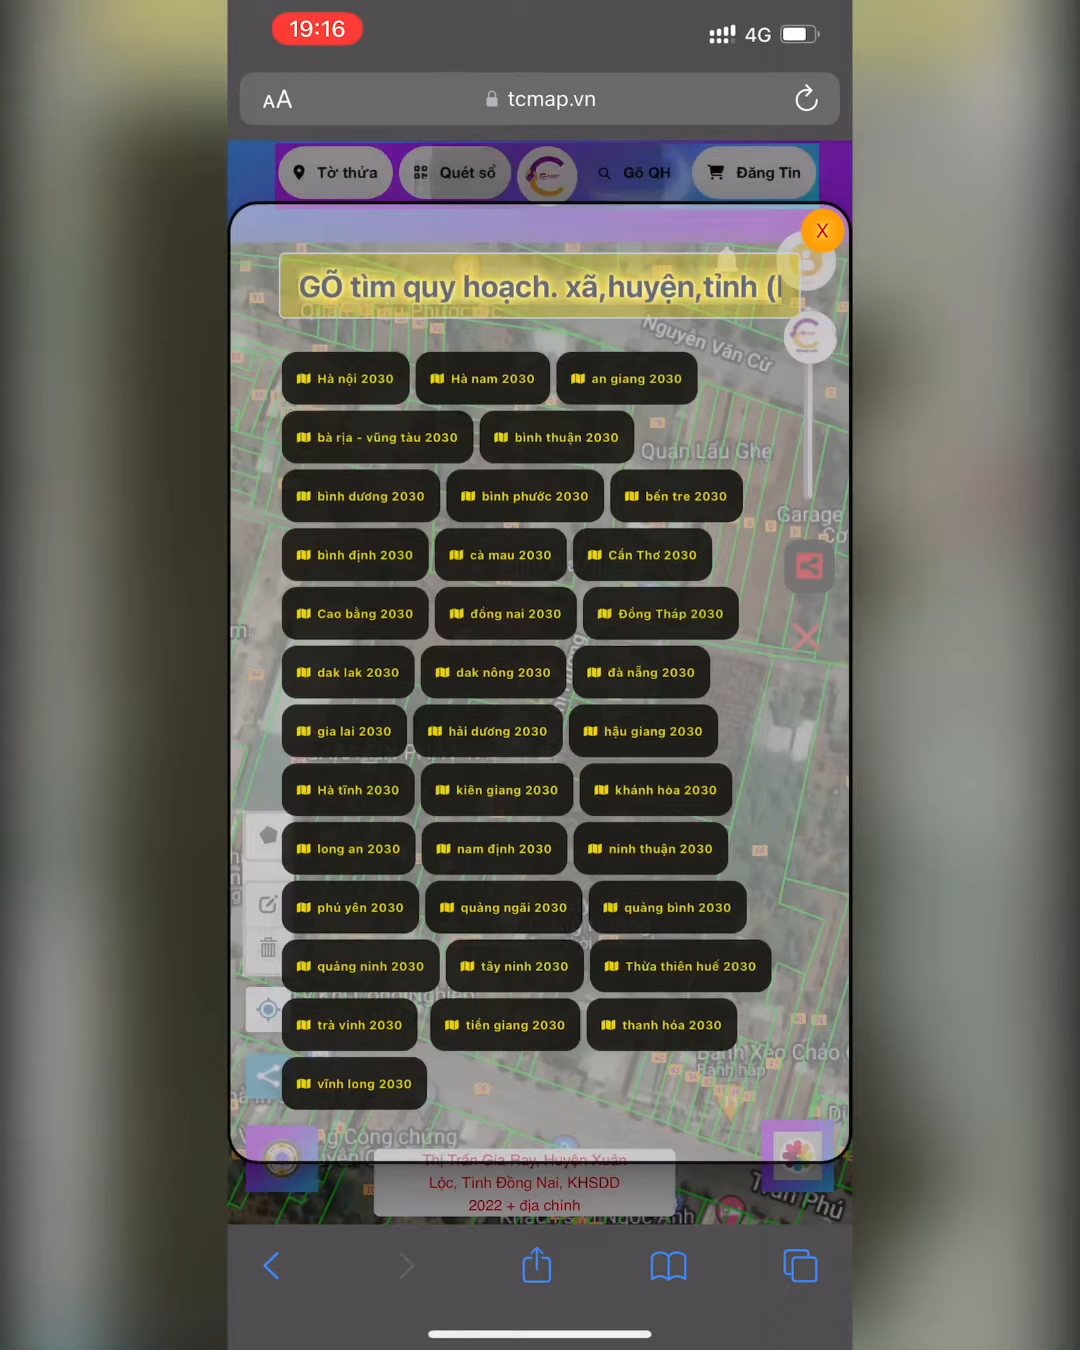 19:16
4G
AA
tcmap.vn
Tờ thửa
Quét sổ
Gõ QH
Đăng Tin
X
GÕ tìm quy hoạch. xã,huyện,tỉnh (
Nguyễn Văn Cừ
Hà nội 2030
Hà nam 2030
an giang 2030
bà rịa - vũng tàu 2030
bình thuận 2030
Quán Lẩu Ghẹ
bình dương 2030
bình phước 2030
bến tre 2030
Garage
bình định 2030
cà mau 2030
Cần Thơ 2030
Cao bằng 2030
đồng nai 2030
Đồng Tháp 2030
dak lak 2030
dak nông 2030
đà nẵng 2030
gia lai 2030
hải dương 2030
hậu giang 2030
Hà tĩnh 2030
kiên giang 2030
khánh hòa 2030
long an 2030
nam định 2030
ninh thuận 2030
phú yên 2030
quảng ngãi 2030
quảng bình 2030
quảng ninh 2030
tây ninh 2030
Thừa thiên huế 2030
trà vinh 2030
tiền giang 2030
thanh hóa 2030
Bánh Xèo Chảo
Bánh hấp
vĩnh long 2030
Công chứng
Thị Trấn Gia Ray, Huyện Xuân
Lộc, Tỉnh Đồng Nai, KHSDD
2022 + địa chính
Trần Phú